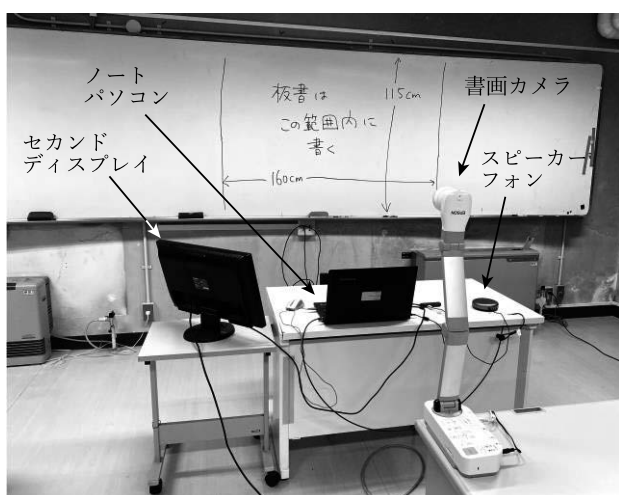 ノート
パソコン
書画カメラ
セカンド
ディスプレイ
スピーカー
フォン
板書は
この範囲内に
書く
115cm
160cm
EPSON